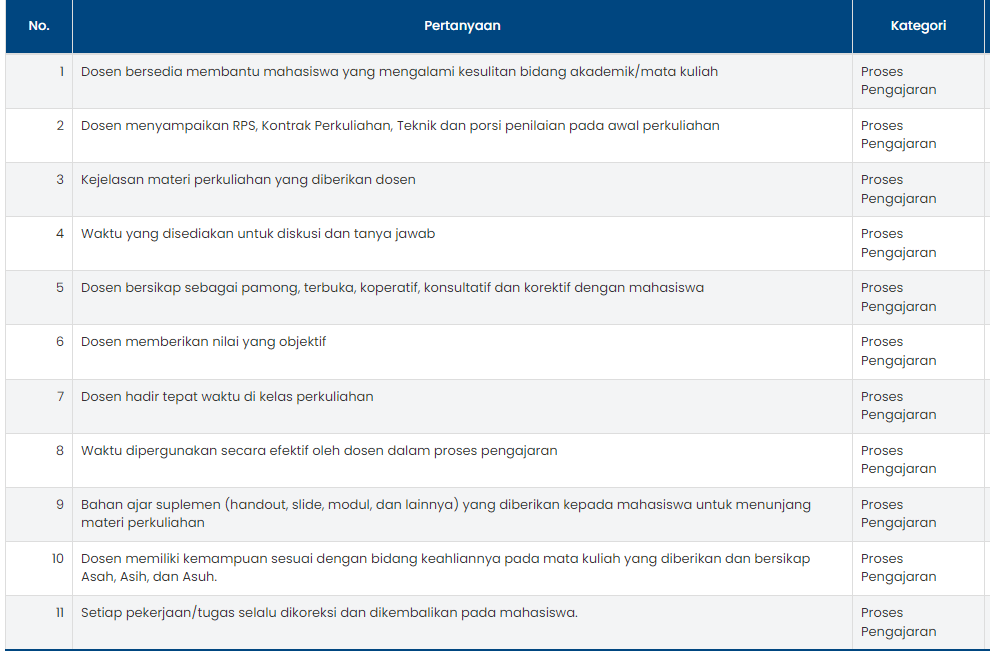 No. Pertanyaan Kategori
1 Dosen bersedia membantu mahasiswa yang mengalami kesulitan bidang akademik/mata kuliah Proses
Pengajaran
2 Dosen menyampaikan RPS, Kontrak Perkuliahan, Teknik dan porsi penilaian pada awal perkuliahan Proses
Pengajaran
3 Kejelasan materi perkuliahan yang diberikan dosen Proses
Pengajaran
4 Waktu yang disediakan untuk diskusi dan tanya jawab Proses
Pengajaran
5 Dosen bersikap sebagai pamong, terbuka, koperatif, konsultatif dan korektif dengan mahasiswa Proses
Pengajaran
6 Dosen memberikan nilai yang objektif Proses
Pengajaran
7 Dosen hadir tepat waktu di kelas perkuliahan Proses
Pengajaran
8 Waktu dipergunakan secara efektif oleh dosen dalam proses pengajaran Proses
Pengajaran
9 Bahan ajar suplemen (handout, slide, modul, dan lainnya) yang diberikan kepada mahasiswa untuk menunjang Proses
materi perkuliahan Pengajaran
10 Dosen memiliki kemampuan sesuai dengan bidang keahliannya pada mata kuliah yang diberikan dan bersikap Proses
Asah, Asih, dan Asuh. Pengajaran
11 Setiap pekerjaan/tugas selalu dikoreksi dan dikembalikan pada mahasiswa. Proses
Pengajaran